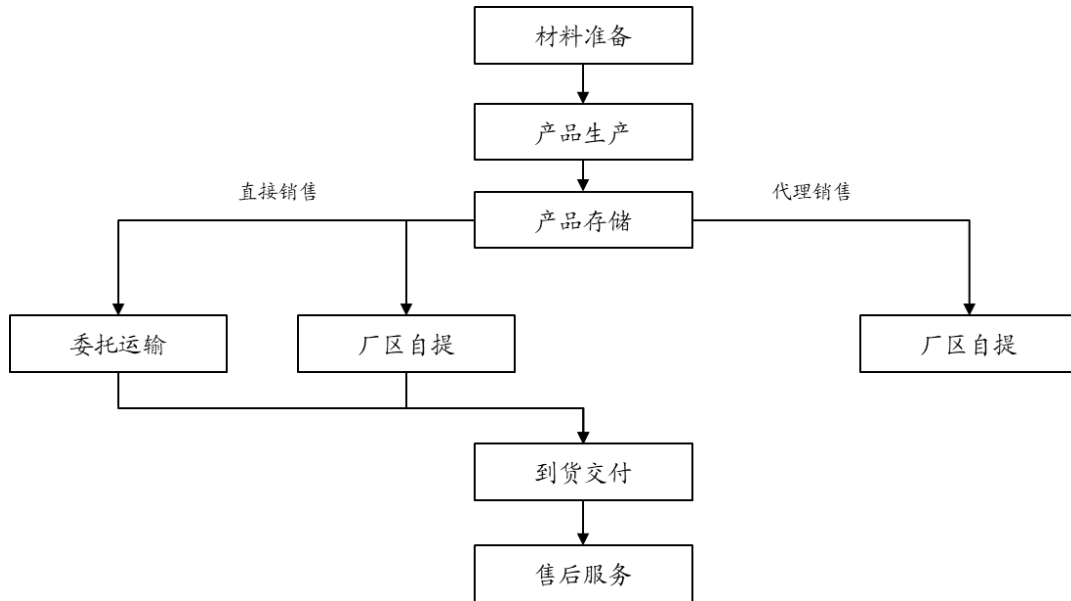 材料准备
产品生产
直接销售
代理销售
产品存储
委托运输
厂区自提
厂区自提
到货交付
售后服务